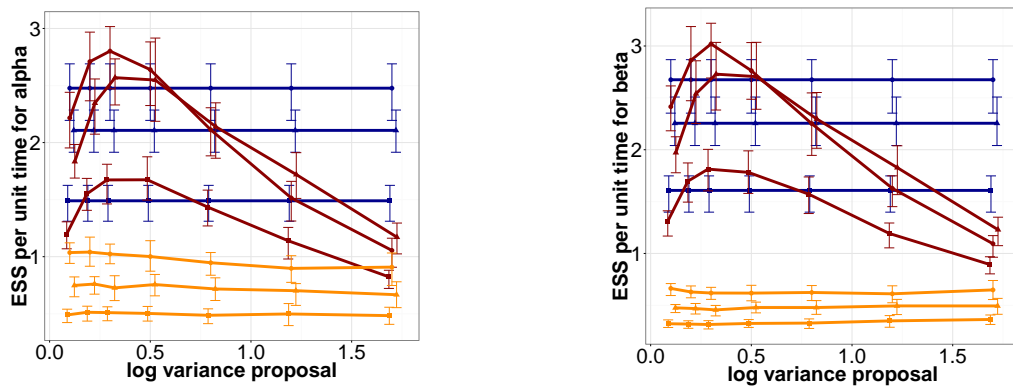 ESS per unit time for alpha
3
2
1
0.0 0.5 1.0 1.5
log variance proposal
ESS per unit time for beta
3
2
1
0.0 0.5 1.0 1.5
log variance proposal